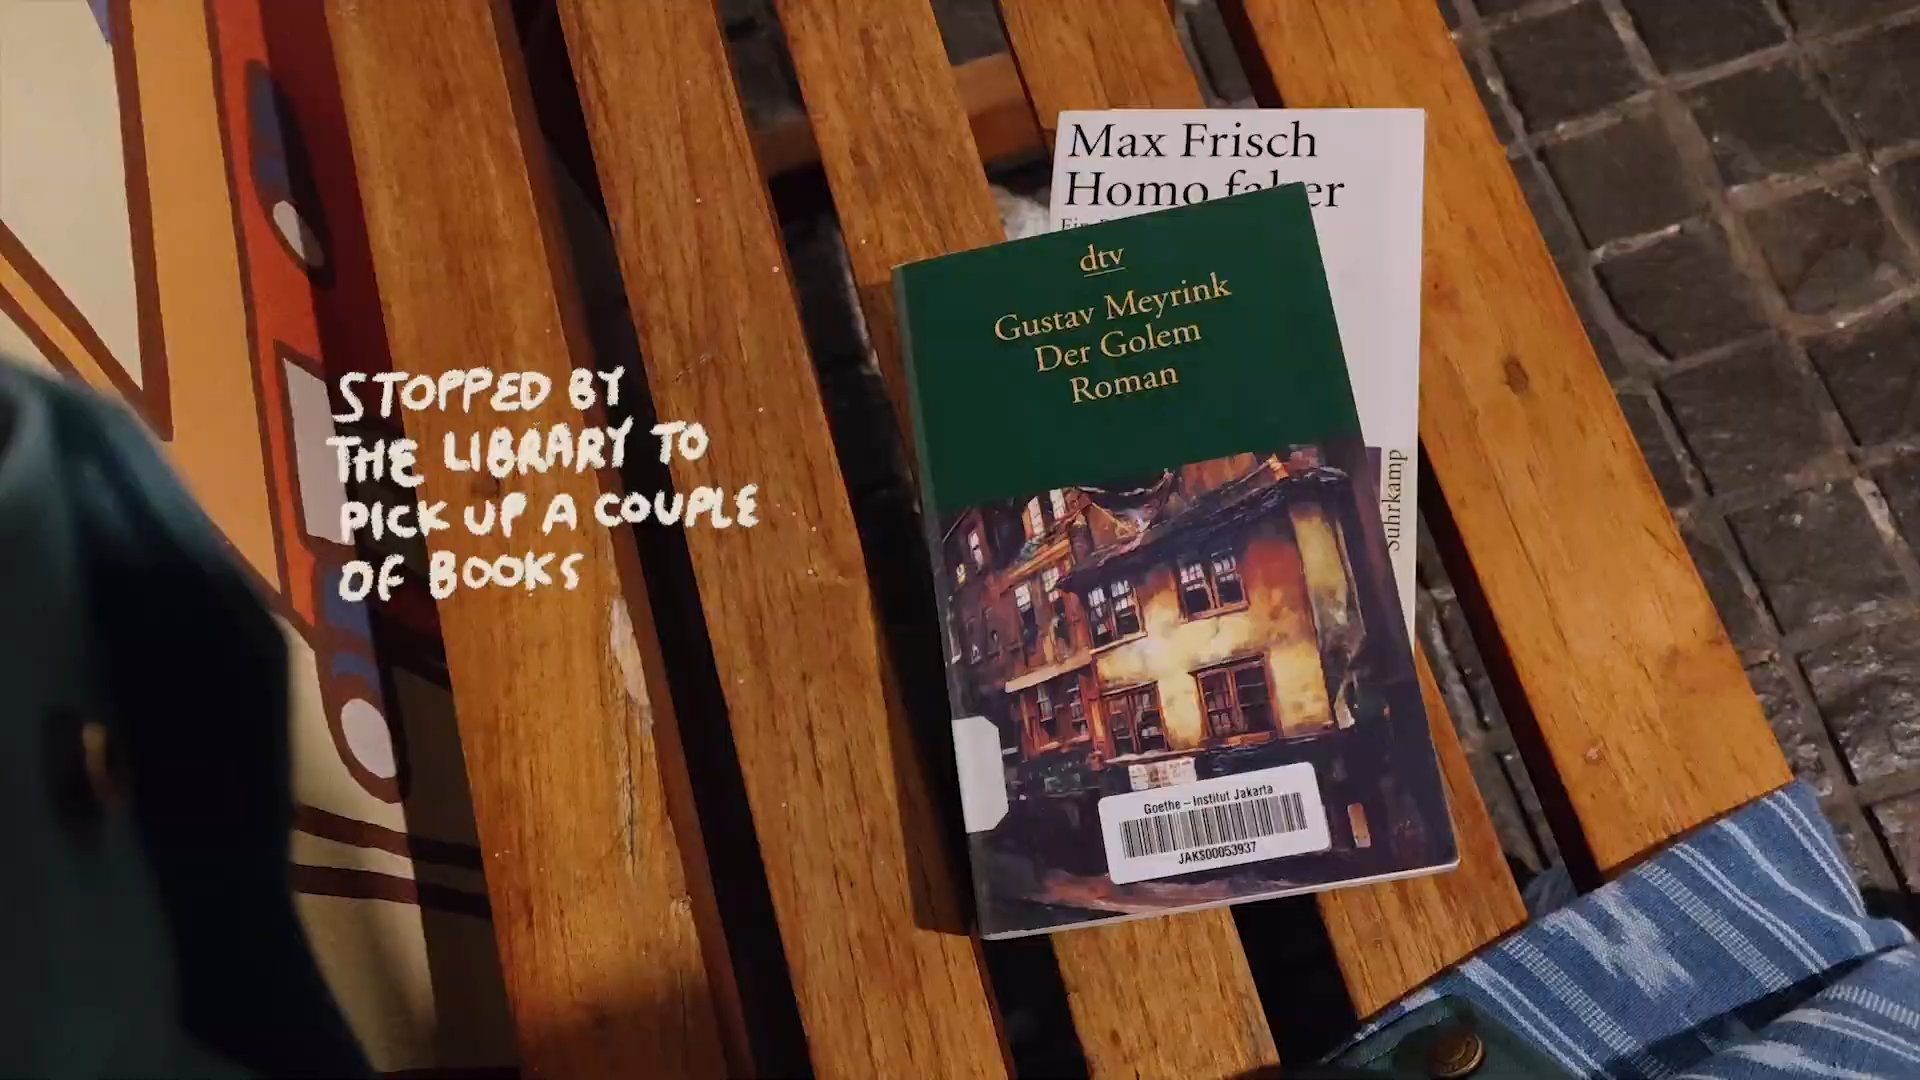 STOPPED BY
THE LIBRARY TO
PICK UP A COUPLE
OF BOOKS
Max Frisch
Homo
dtv
Gustav Meyrink
Der Golem
Roman
Suhrkamp
Goethe – Institut Jakarta
JAKS00053937